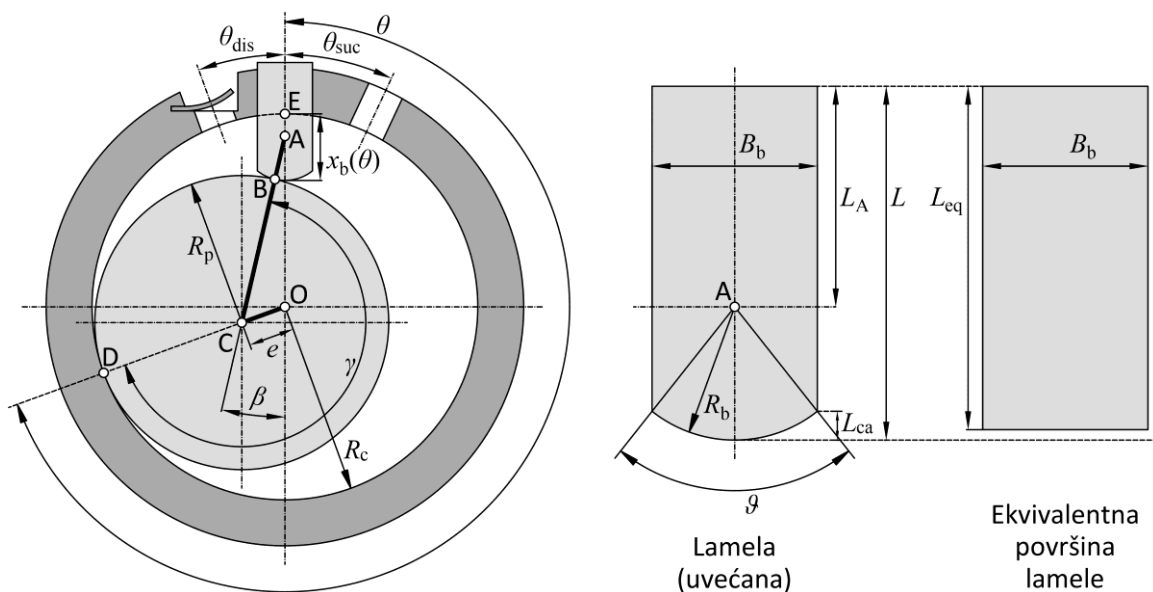 θ
θdis
θsuc
E
A
xb(θ)
B
Rp
O
C
e
γ
D
β
Rc
Bb
LA
L
A
Rb
Lca
ϑ
Lamela
(uvećana)
Bb
Leq
Ekvivalentna
površina
lamele